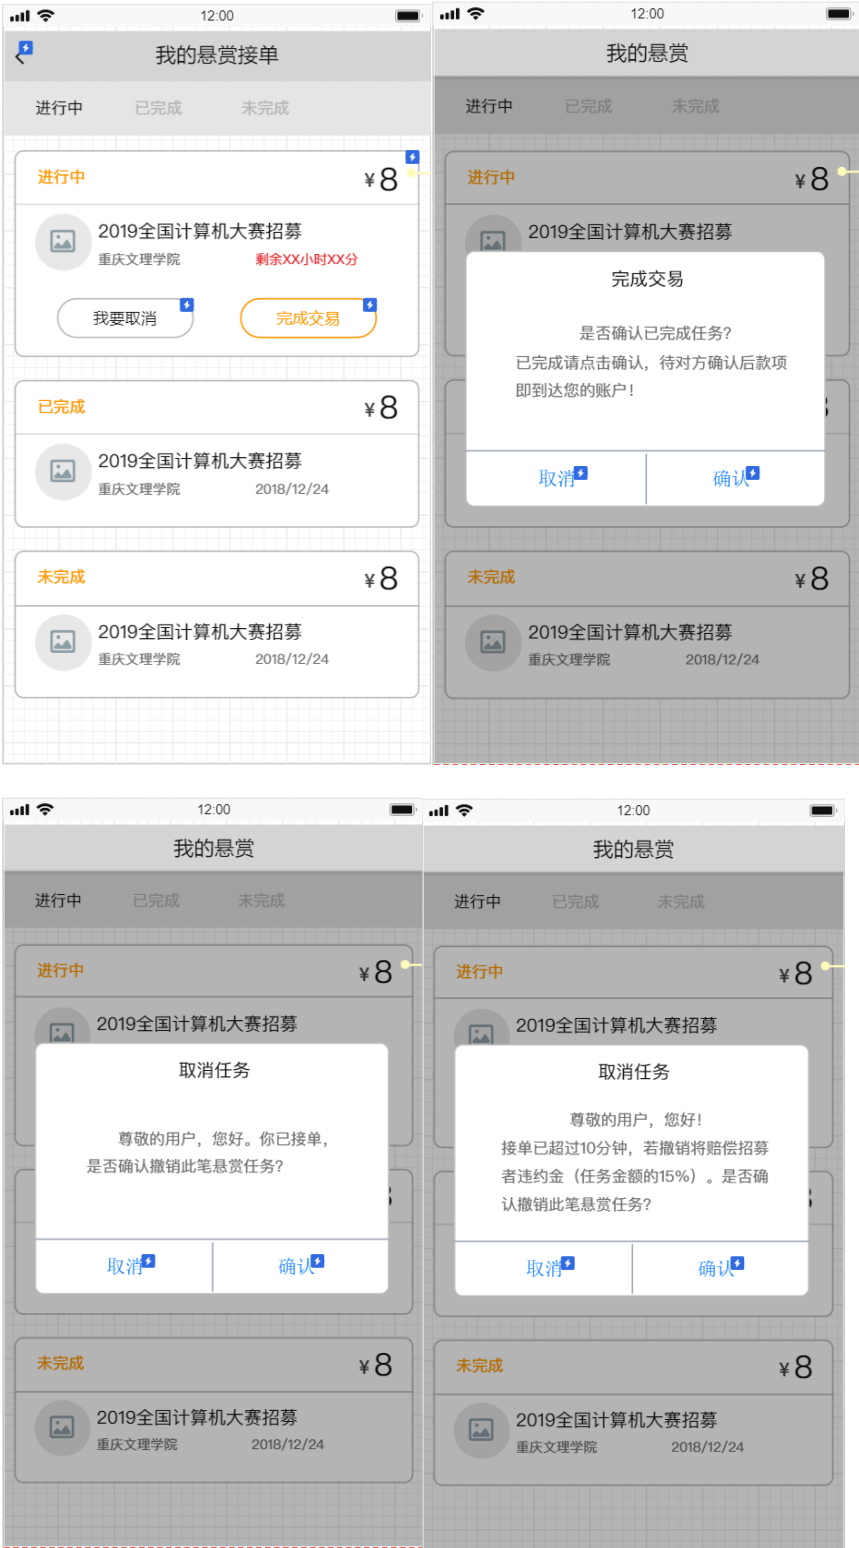 12:00
我的悬赏接单
进行中 已完成 未完成
进行中 ¥8
2019全国计算机大赛招募
重庆文理学院 剩余XX小时XX分
我要取消 完成交易
已完成 ¥8
2019全国计算机大赛招募
重庆文理学院 2018/12/24
未完成 ¥8
2019全国计算机大赛招募
重庆文理学院 2018/12/24
12:00
我的悬赏
进行中 已完成 未完成
进行中 ¥8
2019全国计算机大赛招募
完成交易
是否确认已完成任务?
已完成请点击确认，待对方确认后款项
即到达您的账户!
取消 确认
未完成 ¥8
2019全国计算机大赛招募
重庆文理学院 2018/12/24
12:00
我的悬赏
进行中 已完成 未完成
进行中 ¥8
2019全国计算机大赛招募
取消任务
尊敬的用户，您好。你已接单，
是否确认撤销此笔悬赏任务?
取消 确认
未完成 ¥8
2019全国计算机大赛招募
重庆文理学院 2018/12/24
12:00
我的悬赏
进行中 已完成 未完成
进行中 ¥8
2019全国计算机大赛招募
取消任务
尊敬的用户，您好!
接单已超过10分钟，若撤销将赔偿招募
者违约金（任务金额的15%）。是否确
认撤销此笔悬赏任务?
取消 确认
未完成 ¥8
2019全国计算机大赛招募
重庆文理学院 2018/12/24